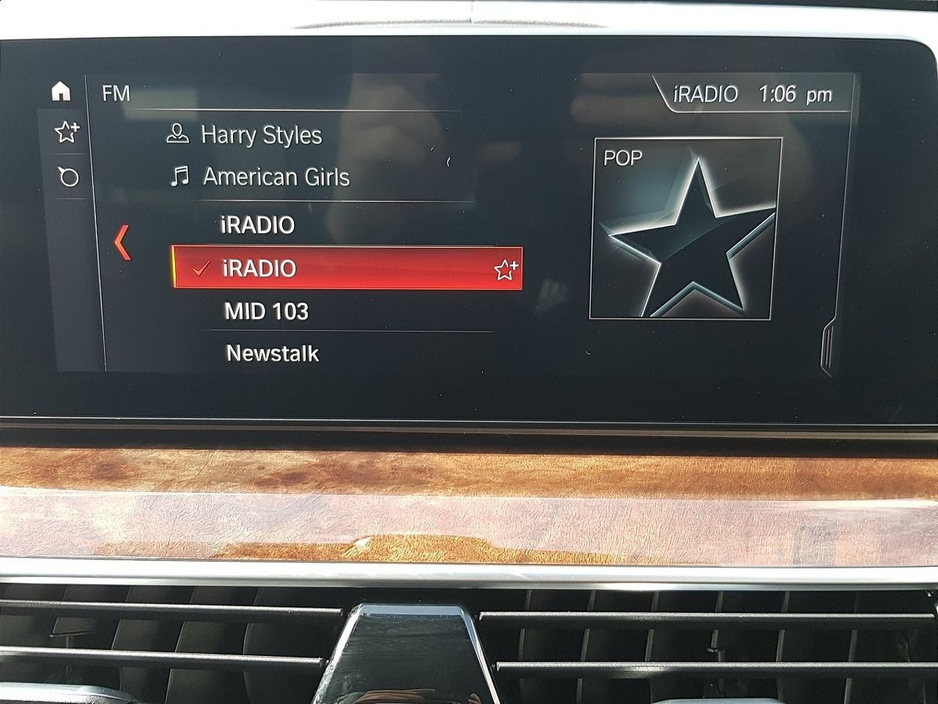 FM
iRADIO 1:06 pm
Harry Styles
American Girls
iRADIO
iRADIO
MID 103
Newstalk
POP